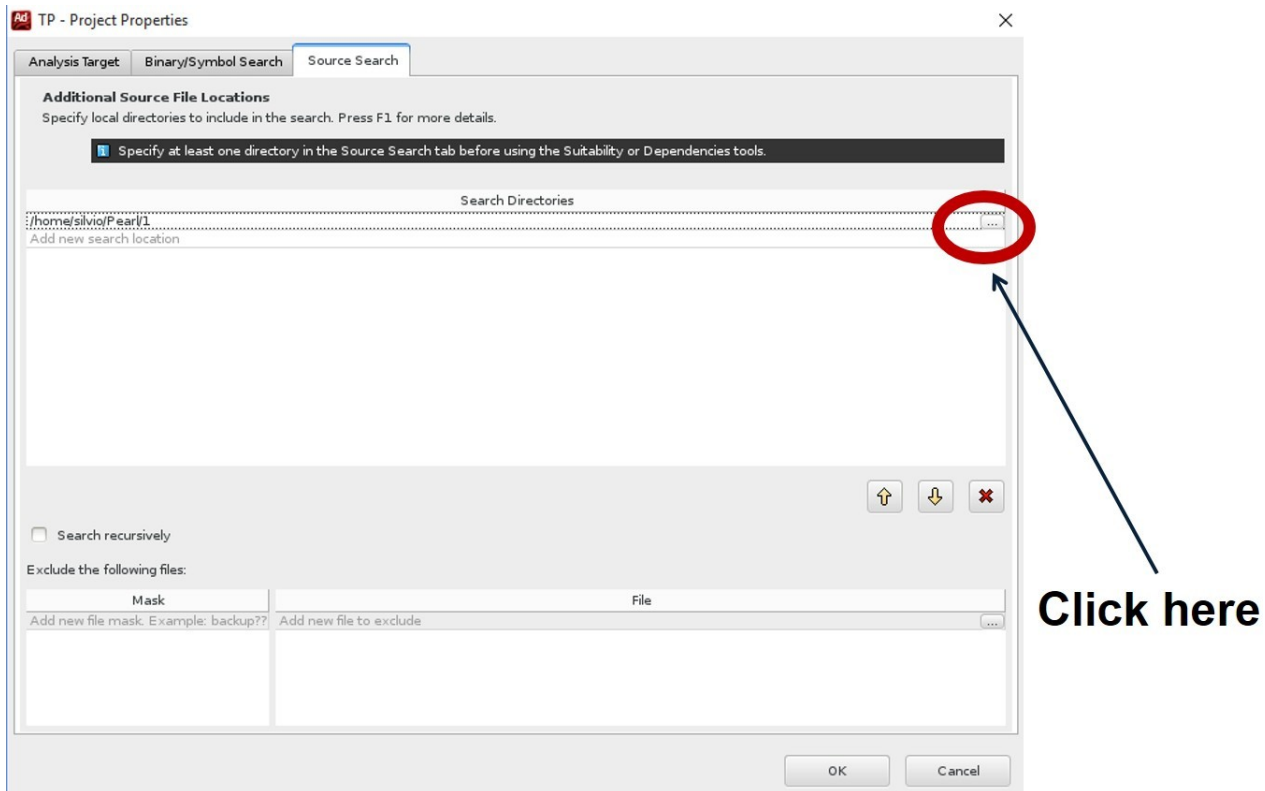 Ad TP - Project Properties
Analysis Target Binary/Symbol Search Source Search
Additional Source File Locations
Specify local directories to include in the search. Press F1 for more details.
i Specify at least one directory in the Source Search tab before using the Suitability or Dependencies tools.
Search Directories
/home/silvio/Pearl/1 ...
Add new search location
Search recursively
Exclude the following files:
Mask File
Add new file mask. Example: backup?? Add new file to exclude ...
Click here
OK Cancel